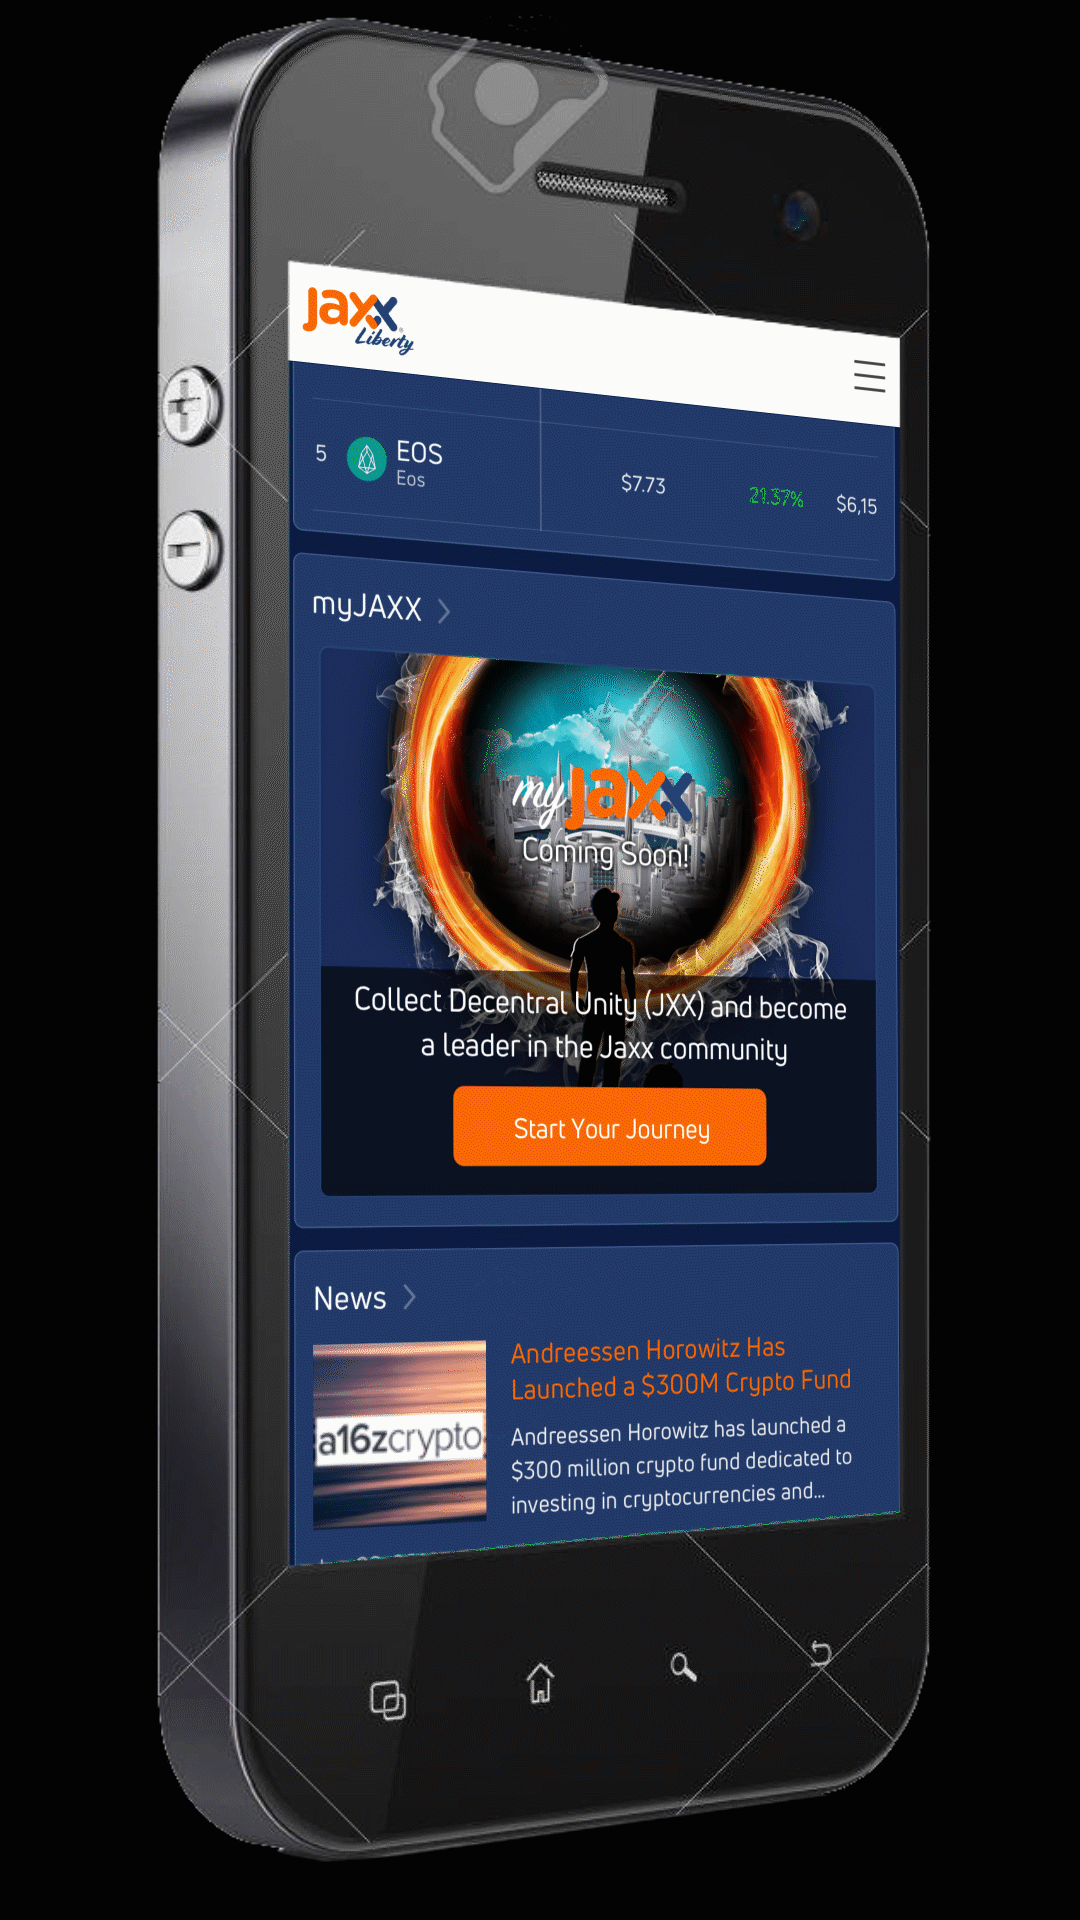 Jaxx
Liberty
5
EOS
Eos
$7.73
21.37%
$6,15
myJAXX
my Jaxx
Coming Soon!
Collect Decentral Unity (JXX) and become
a leader in the Jaxx community
Start Your Journey
News
Andreessen Horowitz Has
Launched a $300M Crypto Fund
a16zcrypto
Andreessen Horowitz has launched a
$300 million crypto fund dedicated to
investing in cryptocurrencies and...